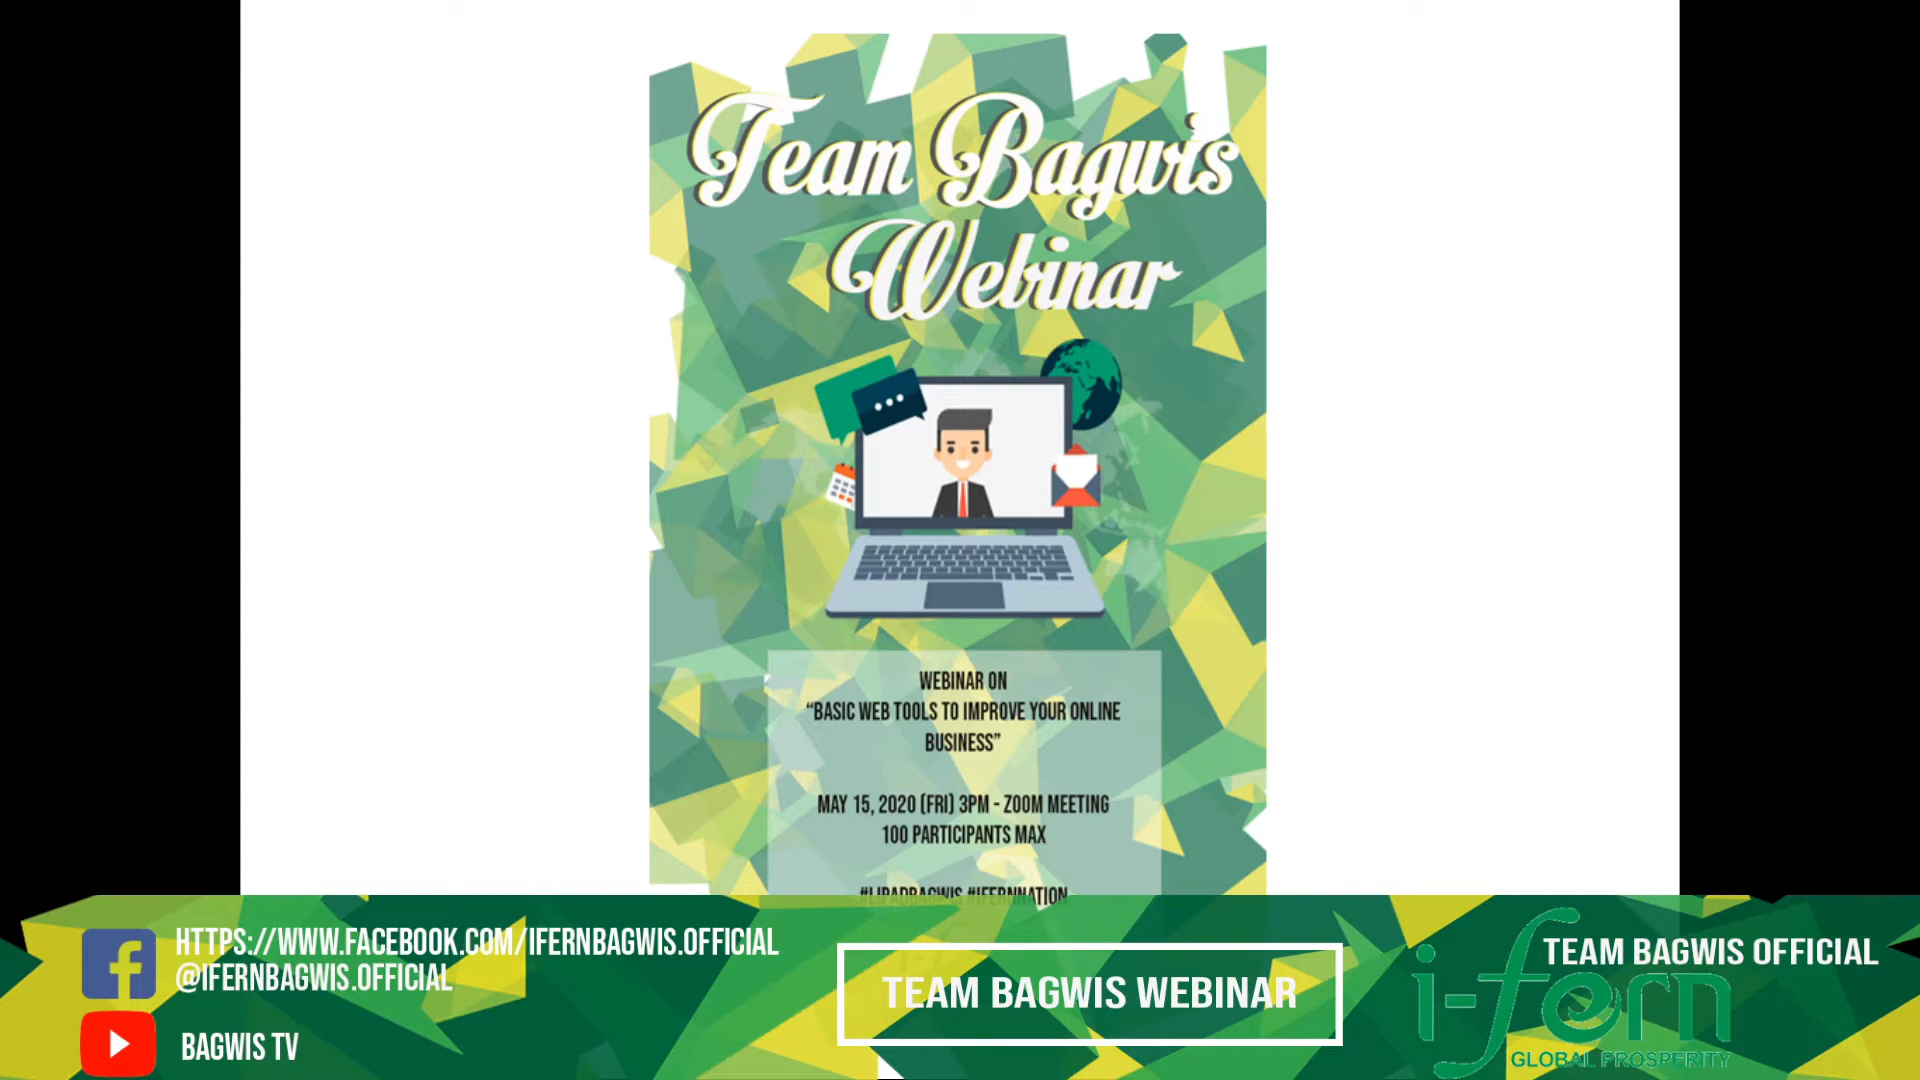 Team Bagwis
Webinar
WEBINAR ON
“BASIC WEB TOOLS TO IMPROVE YOUR ONLINE
BUSINESS”
MAY 15, 2020 (FRI) 3PM - ZOOM MEETING
100 PARTICIPANTS MAX
#LIPADBAGWIS #IFERNNATION
HTTPS://WWW.FACEBOOK.COM/IFERNBAGWIS.OFFICIAL
@IFERNBAGWIS.OFFICIAL
BAGWIS TV
TEAM BAGWIS WEBINAR
TEAM BAGWIS OFFICIAL
i-fern
GLOBAL PROSPERITY